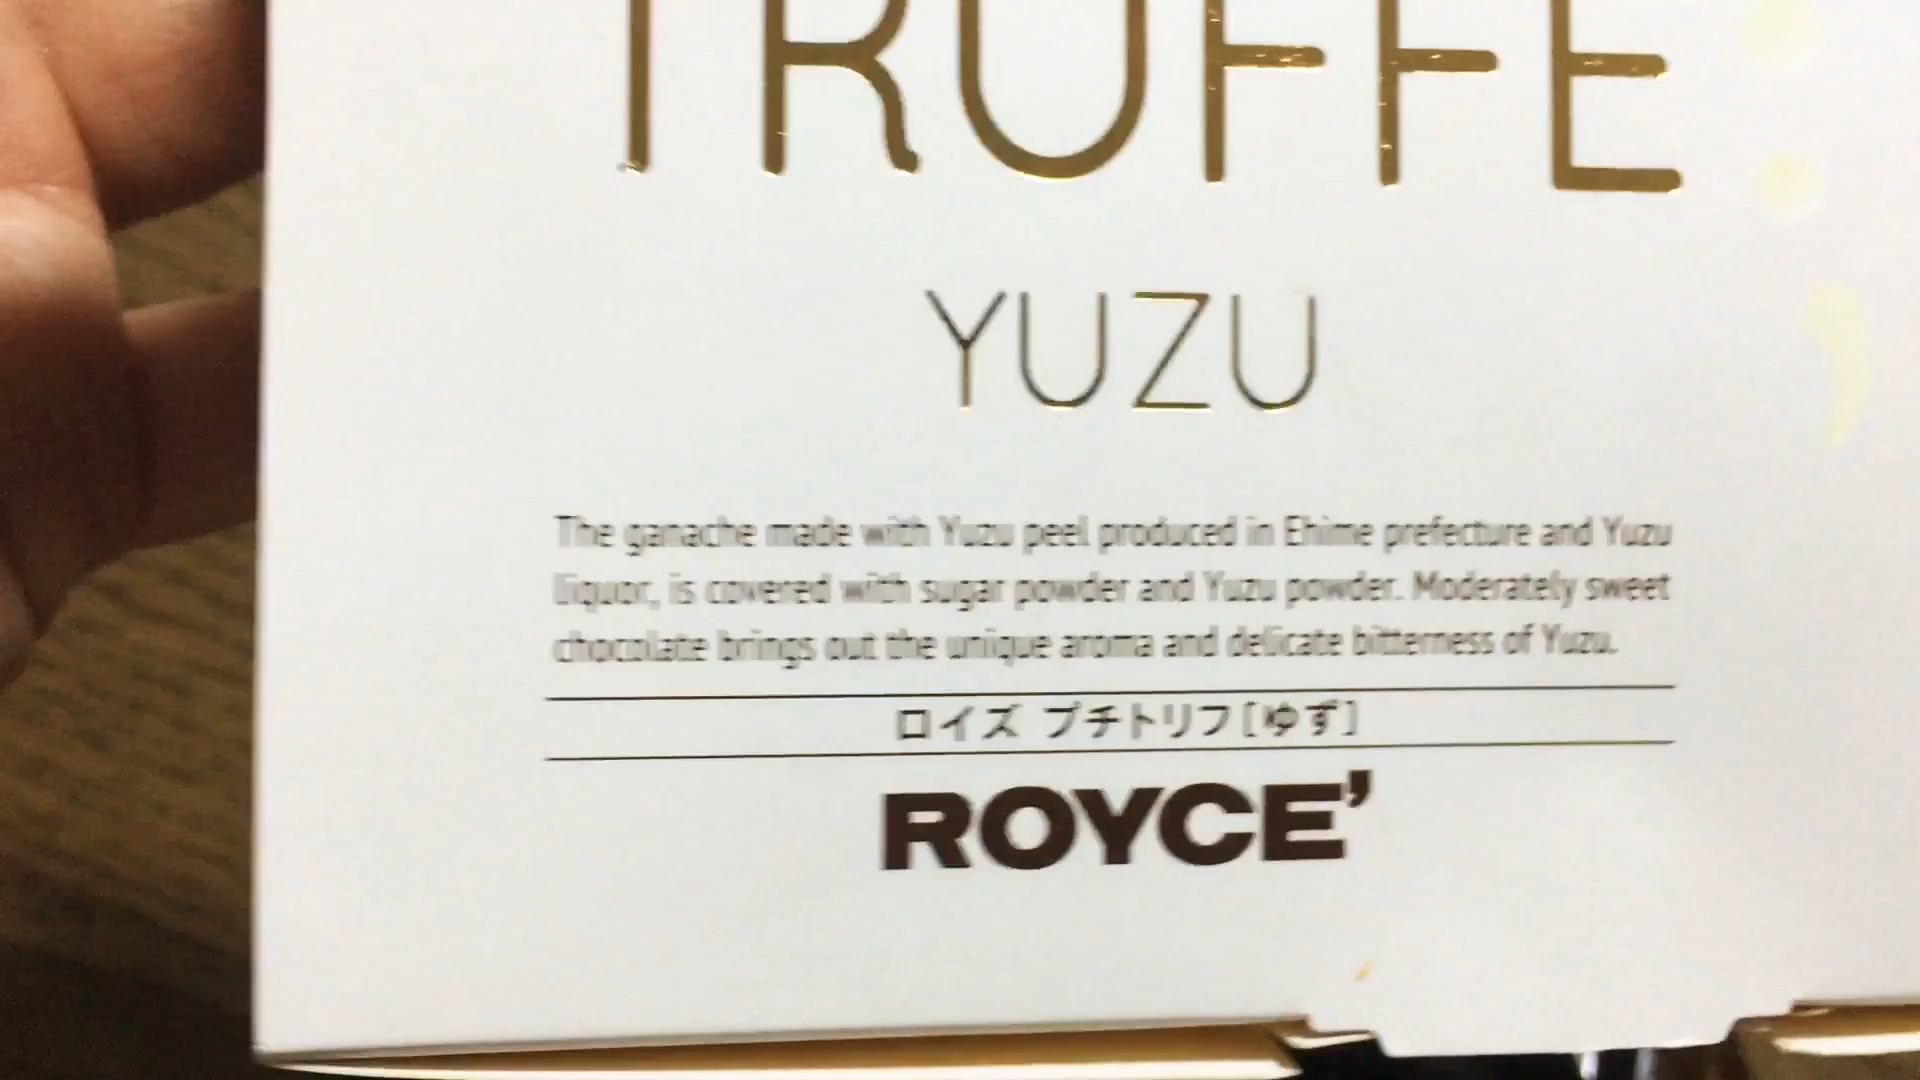 TRUFFE
YUZU
The ganache made with Yuzu peel produced in Ehime prefecture and Yuzu
liquor, is covered with sugar powder and Yuzu powder. Moderately sweet
chocolate brings out the unique aroma and delicate bitterness of Yuzu.
ロイズ プチトリフ[ゆず]
ROYCE'